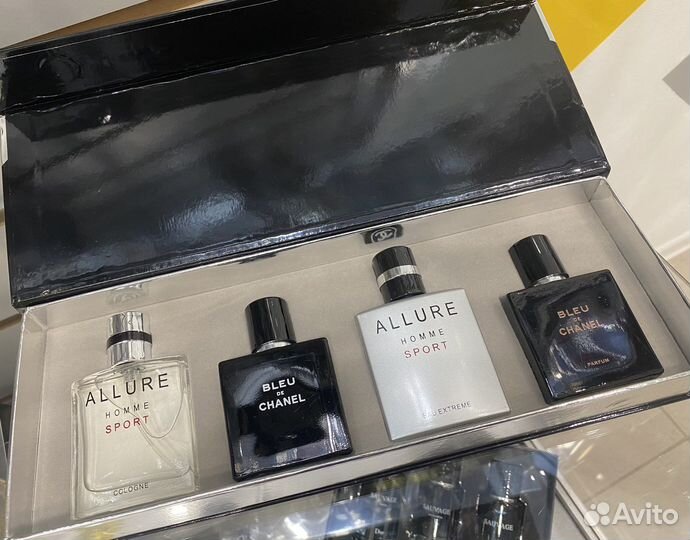 ALLURE
HOMME
SPORT
COLOGNE
BLEU
DE
CHANEL
ALLURE
HOMME
SPORT
EAU EXTREME
BLEU
DE
CHANEL
PARFUM
SAUVAGE
SAUVAGE
SAUVAGE
Avito